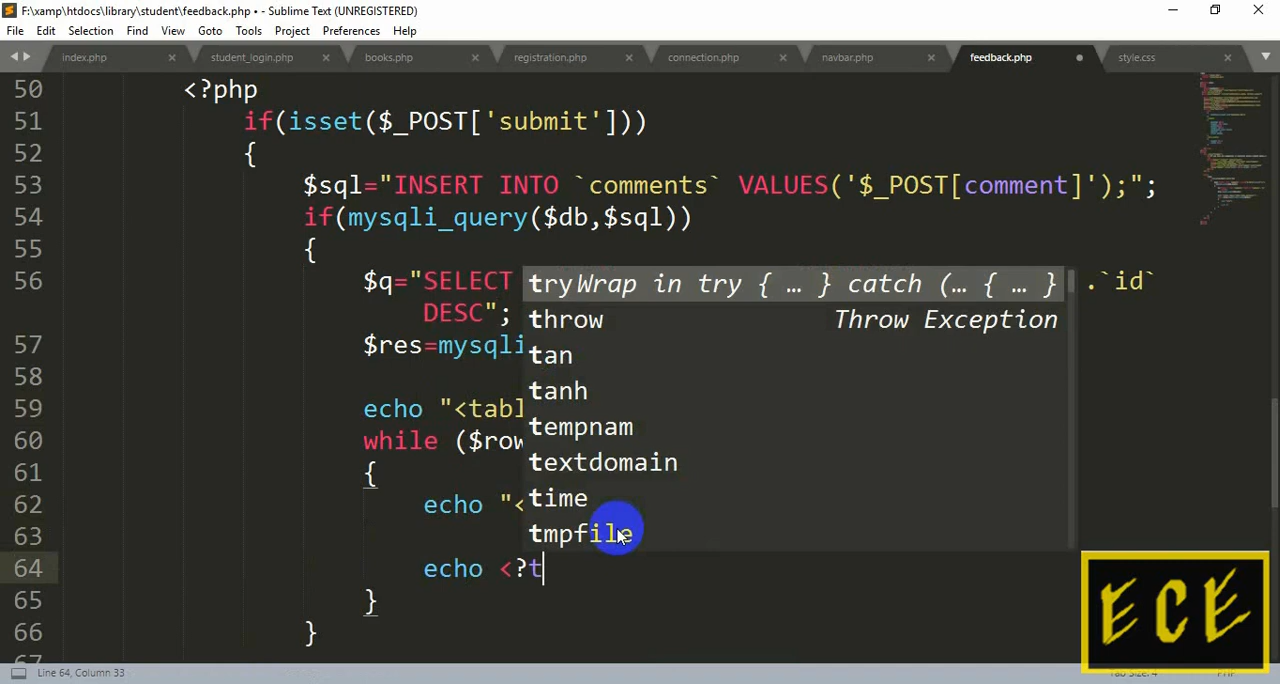 F:\xamp\htdocs\library\student\feedback.php • - Sublime Text (UNREGISTERED)
File Edit Selection Find View Goto Tools Project Preferences Help
index.php student_login.php books.php registration.php connection.php navbar.php feedback.php style.css
50 <?php
51 if(isset($_POST['submit']))
52 {
53 $sql="INSERT INTO `comments` VALUES('$_POST[comment]');";
54 if(mysqli_query($db,$sql))
55 {
56 $q="SELECT .`id`
DESC";
57 $res=mysqli
58
59 echo "<tabl
60 while ($row
61 {
62 echo "<
63
64 echo <?t
65 }
66 }
67
try Wrap in try { … } catch (… { … }
throw Throw Exception
tan
tanh
tempnam
textdomain
time
tmpfile
ECE
Line 64, Column 33
Tab Size: 4 PHP